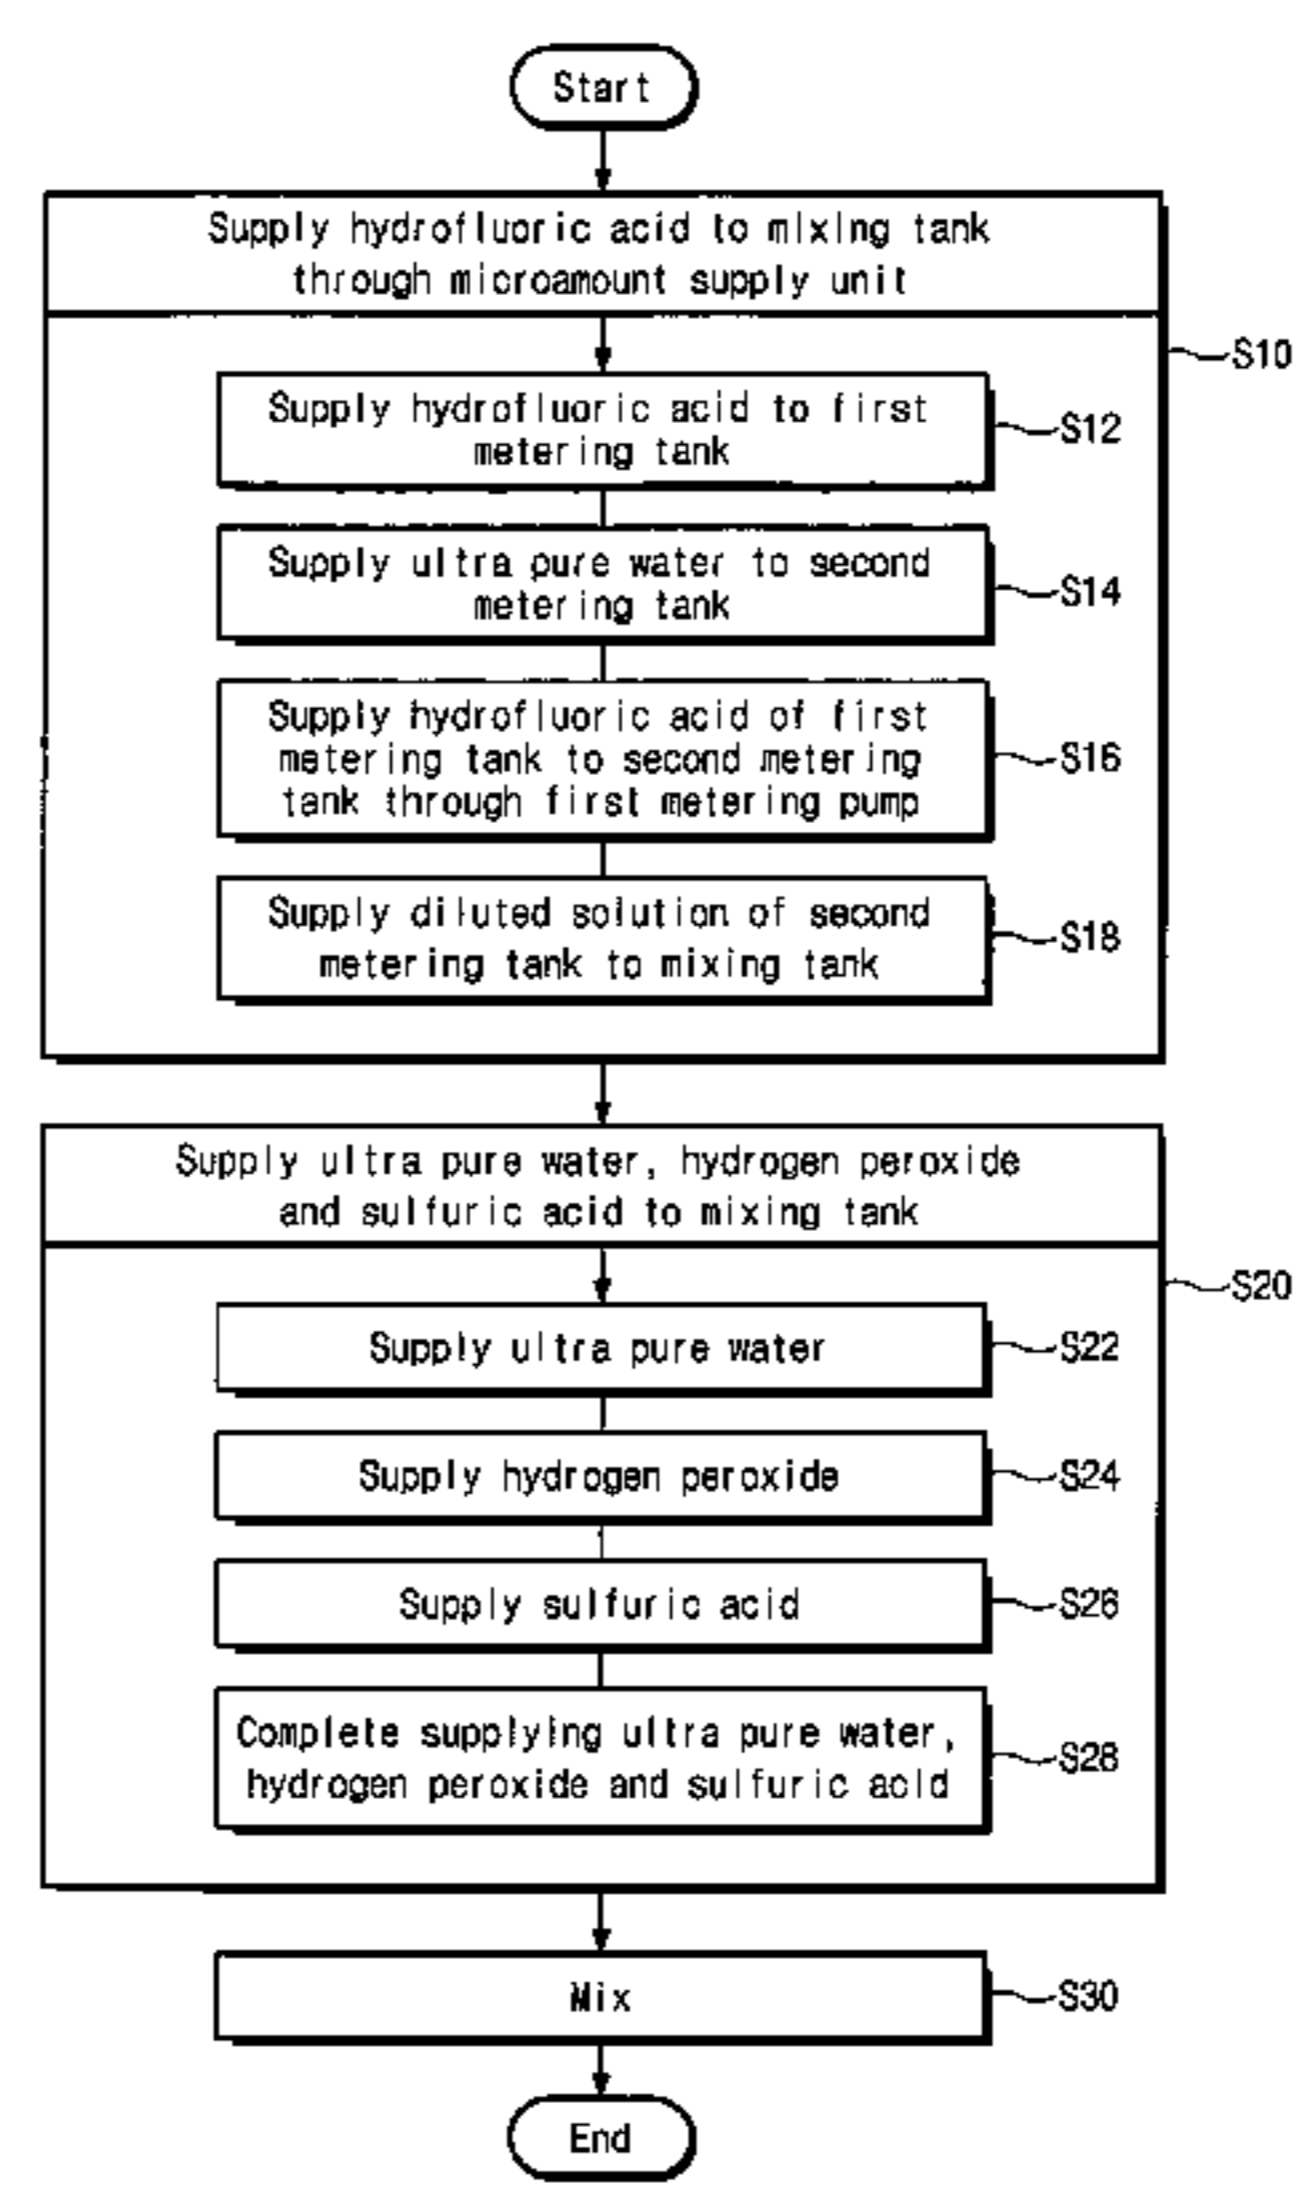 Start
Supply hydrofluoric acid to mixing tank
through microamount supply unit
S10
Supply hydrofluoric acid to first
metering tank
S12
Supply ultra pure water to second
metering tank
S14
Supply hydrofluoric acid of first
metering tank to second metering
tank through first metering pump
S16
Supply diluted solution of second
metering tank to mixing tank
S18
Supply ultra pure water, hydrogen peroxide
and sulfuric acid to mixing tank
S20
Supply ultra pure water
S22
Supply hydrogen peroxide
S24
Supply sulfuric acid
S26
Complete supplying ultra pure water,
hydrogen peroxide and sulfuric acid
S28
Mix
S30
End